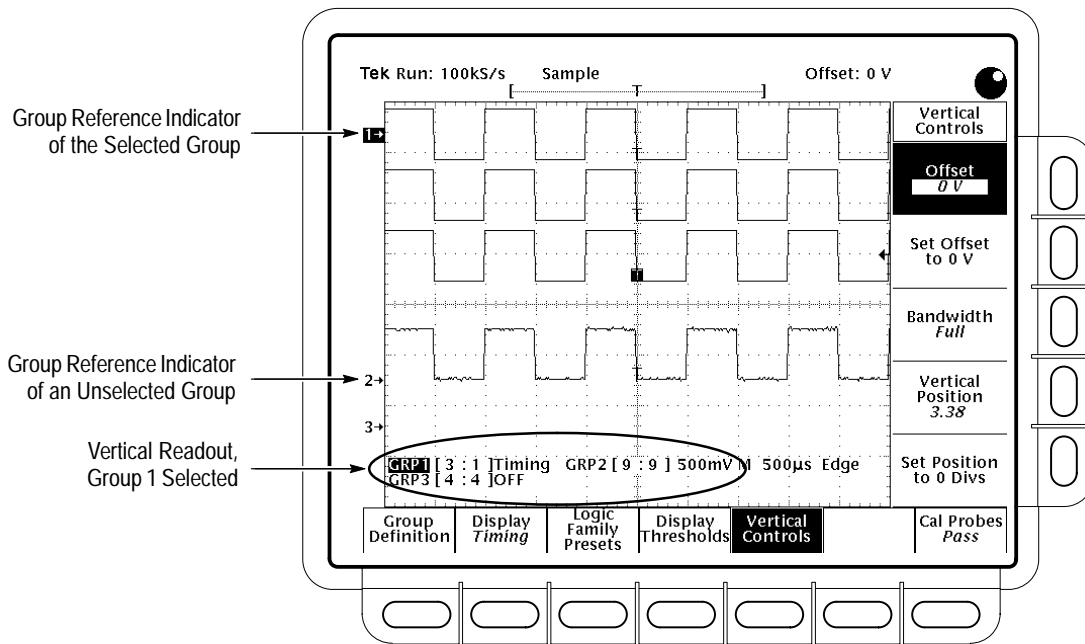 Tek Run: 100kS/s Sample Offset: 0 V
[ T ]
Group Reference Indicator
of the Selected Group
1→
Group Reference Indicator
of an Unselected Group
2→
3→
Vertical Readout,
Group 1 Selected
T
GRP1 [ 3 : 1 ]Timing GRP2 [ 9 : 9 ] 500mV M 500µs Edge
GRP3 [ 4 : 4 ]OFF
Vertical
Controls
Offset
0 V
Set Offset
to 0 V
Bandwidth
Full
Vertical
Position
3.38
Set Position
to 0 Divs
Group
Definition
Display
Timing
Logic
Family
Presets
Display
Thresholds
Vertical
Controls
Cal Probes
Pass